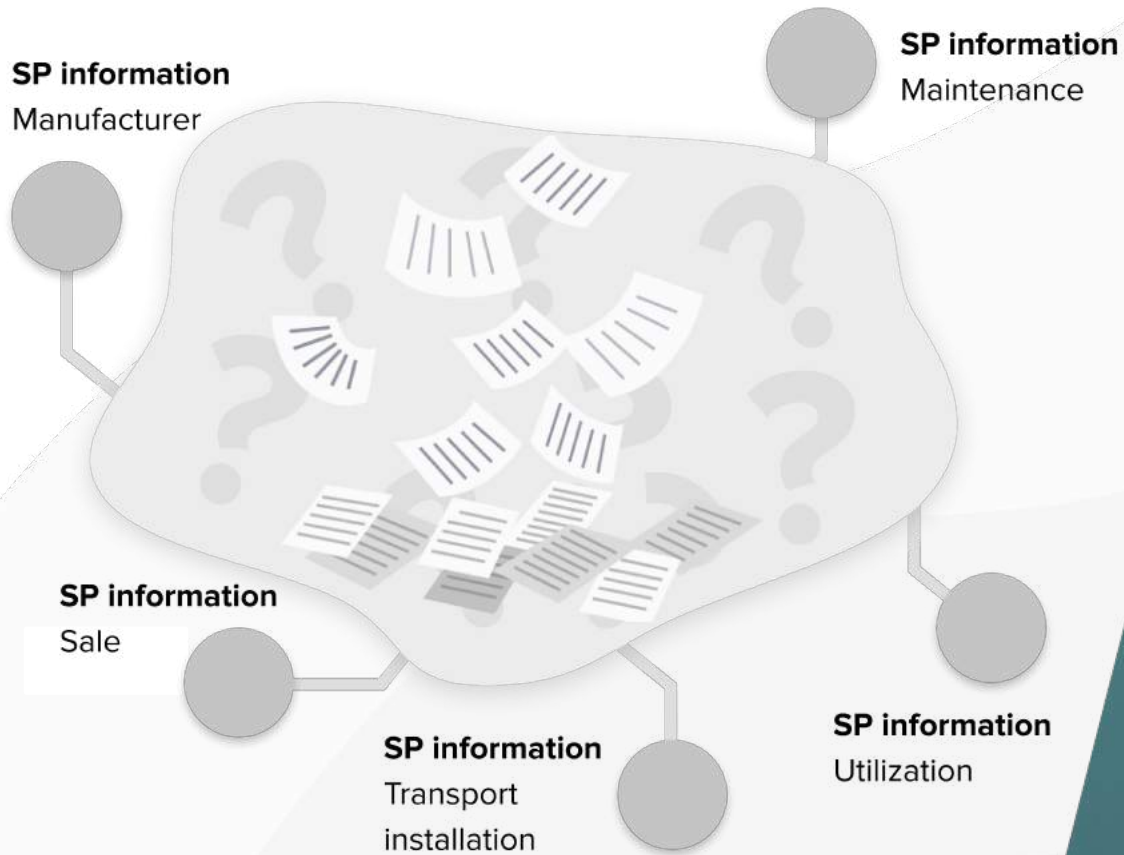 SP information
Manufacturer
SP information
Maintenance
SP information
Sale
SP information
Transport
installation
SP information
Utilization